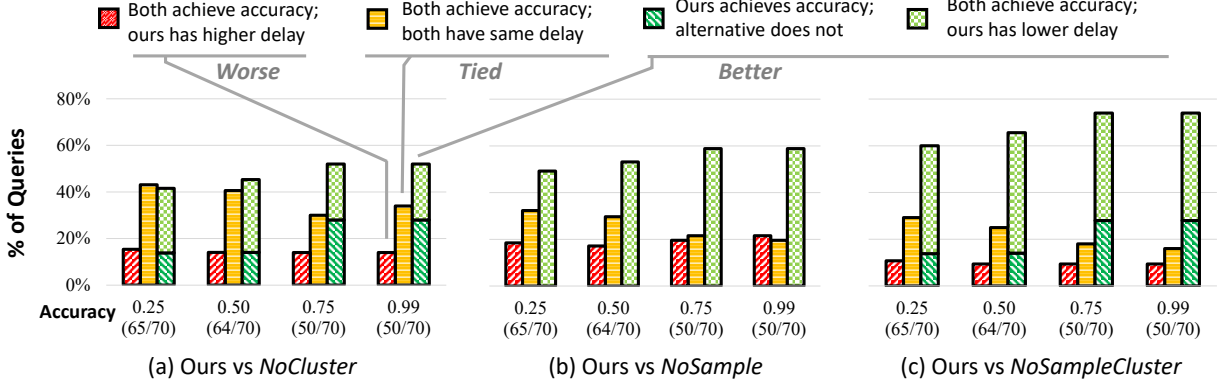 Both achieve accuracy;
ours has higher delay
Both achieve accuracy;
both have same delay
Ours achieves accuracy;
alternative does not
Both achieve accuracy;
ours has lower delay
Worse
Tied
Better
% of Queries
80%
60%
40%
20%
0%
Accuracy
0.25 0.50 0.75 0.99
(65/70) (64/70) (50/70) (50/70)
(a) Ours vs NoCluster
0.25 0.50 0.75 0.99
(65/70) (64/70) (50/70) (50/70)
(b) Ours vs NoSample
0.25 0.50 0.75 0.99
(65/70) (64/70) (50/70) (50/70)
(c) Ours vs NoSampleCluster